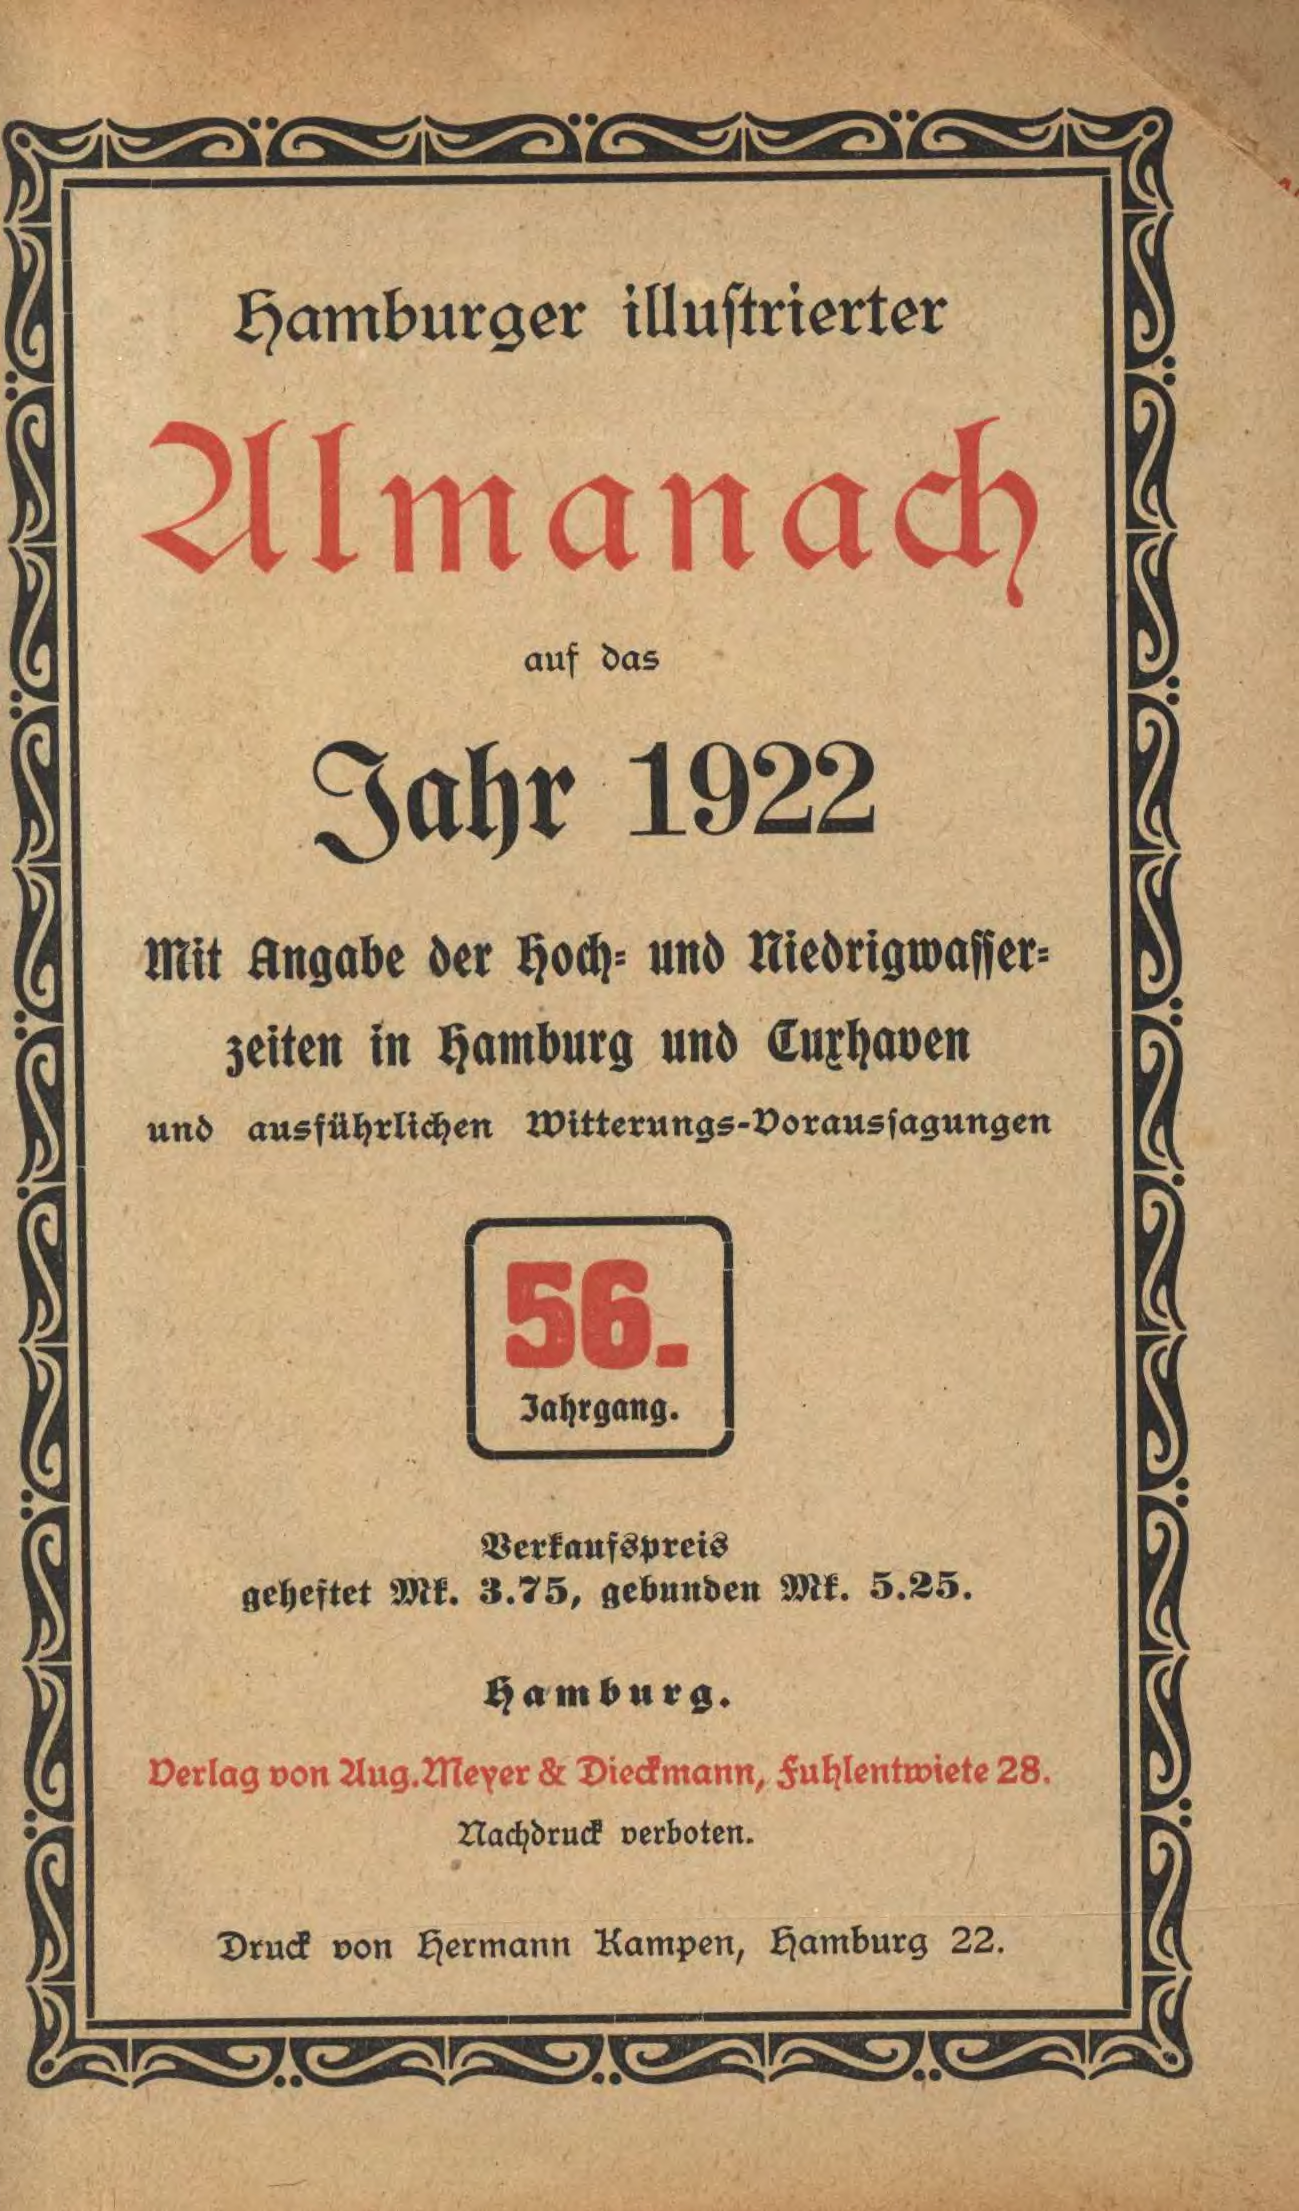 Hamburger illustrierter
Almanach
auf das
Jahr 1922
Mit Angabe der Hoch- und Niedrigwasser-
zeiten in Hamburg und Cuxhaven
und ausführlichen Witterungs-Voraussagungen
56.
Jahrgang.
Verkaufspreis
geheftet Mk. 3.75, gebunden Mk. 5.25.
Hamburg.
Verlag von Aug. Meyer & Dieckmann, Fuhlentwiete 28.
Nachdruck verboten.
Druck von Hermann Kampen, Hamburg 22.